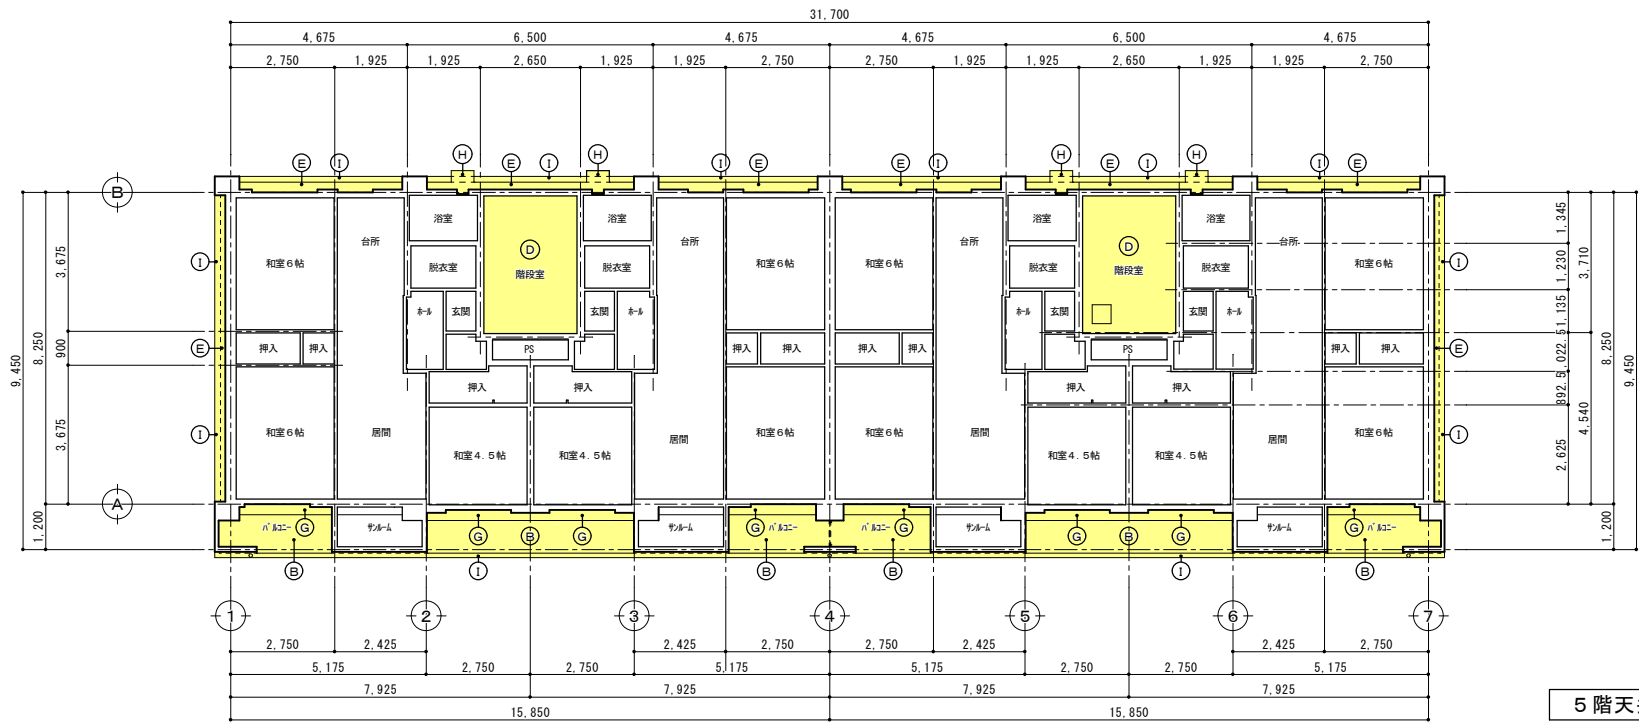 31,700
4,675 6,500 4,675 4,675 6,500 4,675
2,750 1,925 1,925 2,650 1,925 1,925 2,750 2,750 1,925 1,925 2,650 1,925 1,925 2,750
H H H H
E I E I I E E I E I I E
B
浴室 浴室 浴室 浴室
台所 台所 台所 台所
D D
和室6帖 脱衣室 階段室 脱衣室 和室6帖 和室6帖 脱衣室 階段室 脱衣室 和室6帖
I I
ホール 玄関 玄関 ホール ホール 玄関 玄関 ホール
E 押入 押入 PS 押入 押入 押入 押入 PS 押入 押入 E
押入 押入 押入 押入
和室6帖 居間 居間 和室6帖 和室6帖 居間 居間 和室6帖
I I
和室4.5帖 和室4.5帖 和室4.5帖 和室4.5帖
A
バルコニー G サンルーム サンルーム G バルコニー バルコニー G サンルーム サンルーム G バルコニー
G B G G B G
B I B B I B
9,450
8,250
3,675
900
3,675
1,200
1,345
1,230
1,135
1,022.5
892.5
2,625
3,710
4,540
8,250
1,200
9,450
1 2 3 4 5 6 7
2,750 2,425 2,425 2,750 2,750 2,425 2,425 2,750
5,175 2,750 2,750 5,175 5,175 2,750 2,750 5,175
7,925 7,925 7,925 7,925
15,850 15,850
5階天